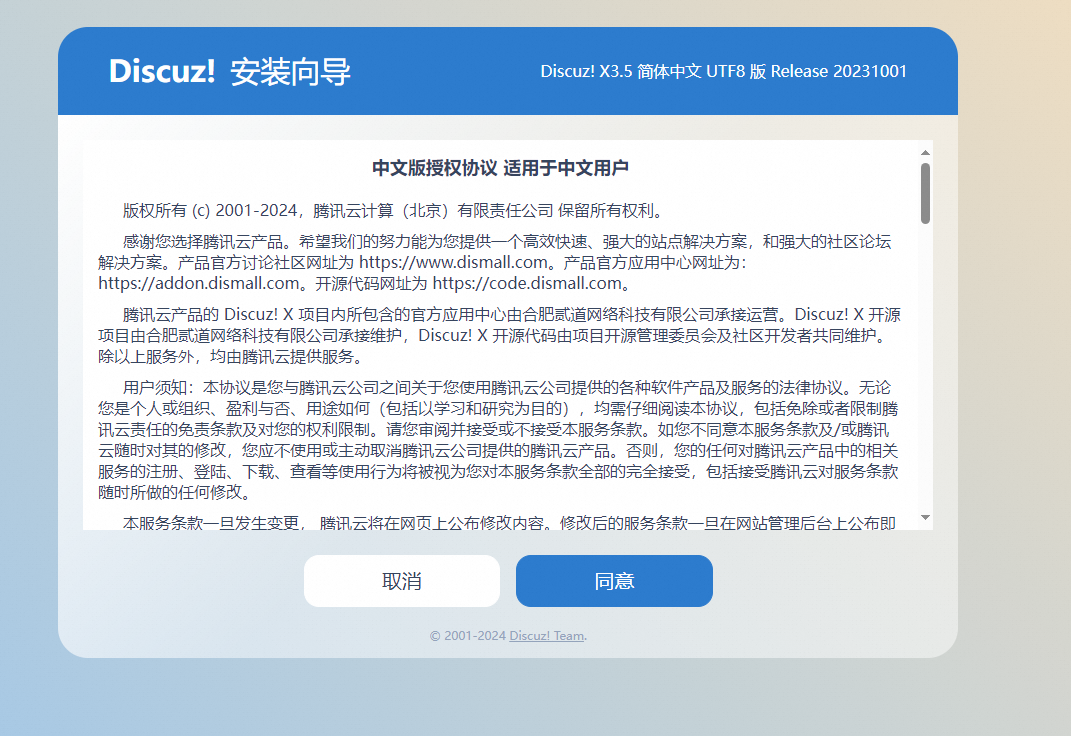 Discuz! 安装向导
Discuz! X3.5 简体中文 UTF8 版 Release 20231001
中文版授权协议 适用于中文用户
版权所有 (c) 2001-2024，腾讯云计算（北京）有限责任公司 保留所有权利。
感谢您选择腾讯云产品。希望我们的努力能为您提供一个高效快速、强大的站点解决方案，和强大的社区论坛
解决方案。产品官方讨论社区网址为 https://www.dismall.com。产品官方应用中心网址为：
https://addon.dismall.com。开源代码网址为 https://code.dismall.com。
腾讯云产品的 Discuz! X 项目内所包含的官方应用中心由合肥贰道网络科技有限公司承接运营。Discuz! X 开源
项目由合肥贰道网络科技有限公司承接维护，Discuz! X 开源代码由项目开源管理委员会及社区开发者共同维护。
除以上服务外，均由腾讯云提供服务。
用户须知：本协议是您与腾讯云公司之间关于您使用腾讯云公司提供的各种软件产品及服务的法律协议。无论
您是个人或组织、盈利与否、用途如何（包括以学习和研究为目的），均需仔细阅读本协议，包括免除或者限制腾
讯云责任的免责条款及对您的权利限制。请您审阅并接受或不接受本服务条款。如您不同意本服务条款及/或腾讯
云随时对其的修改，您应不使用或主动取消腾讯云公司提供的腾讯云产品。否则，您的任何对腾讯云产品中的相关
服务的注册、登陆、下载、查看等使用行为将被视为您对本服务条款全部的完全接受，包括接受腾讯云对服务条款
随时所做的任何修改。
本服务条款一旦发生变更， 腾讯云将在网页上公布修改内容。修改后的服务条款一旦在网站管理后台上公布即
取消
同意
© 2001-2024 Discuz! Team.